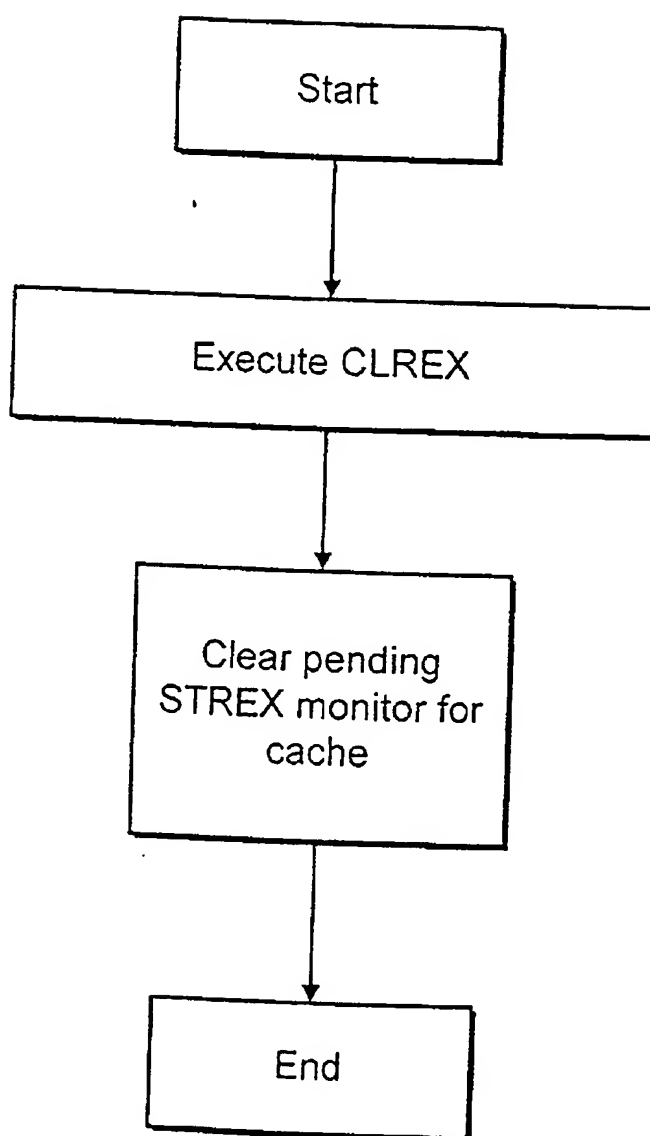 Start
Execute CLREX
Clear pending
STREX monitor for
cache
End